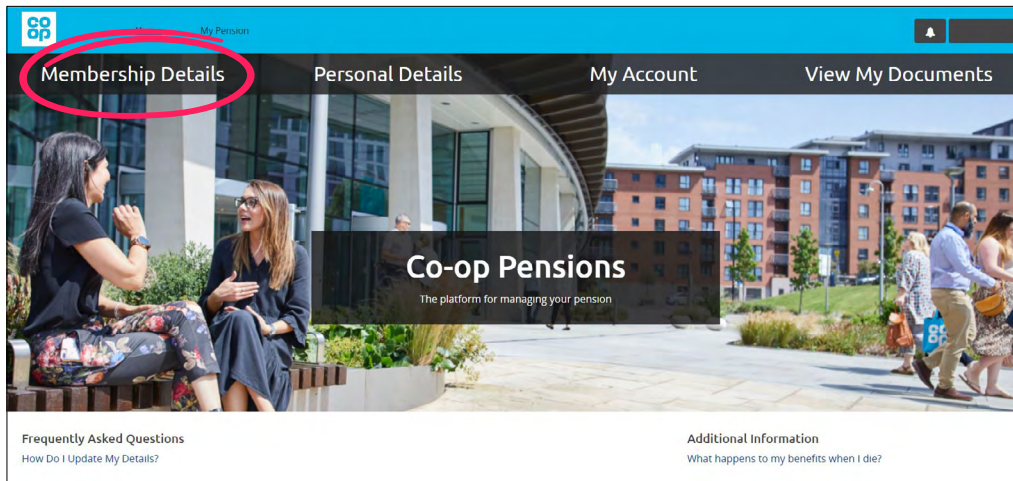 CO
OP
My Pension
Membership Details
Personal Details
My Account
View My Documents
Co-op Pensions
The platform for managing your pension
Frequently Asked Questions
How Do I Update My Details?
Additional Information
What happens to my benefits when I die?